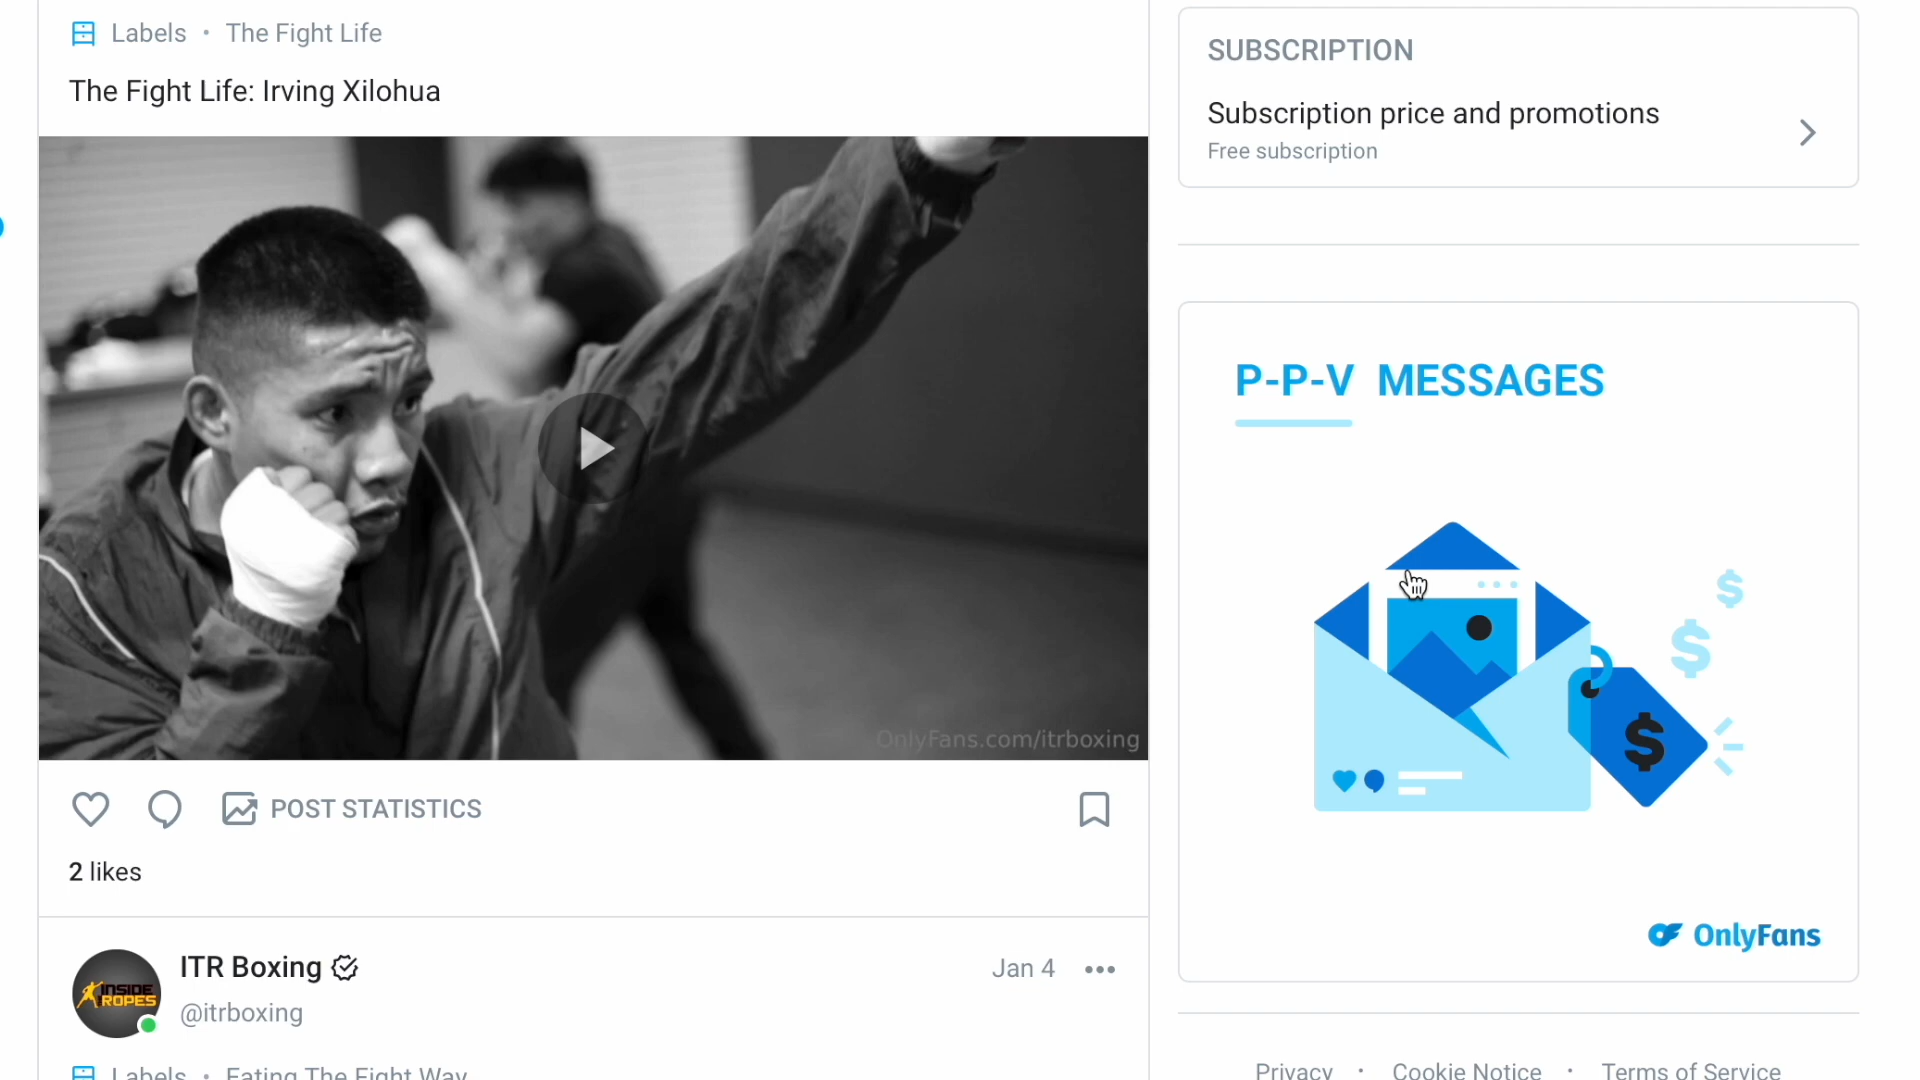 Labels • The Fight Life
The Fight Life: Irving Xilohua
OnlyFans.com/itrboxing
POST STATISTICS
2 likes
ITR Boxing
Jan 4
@itrboxing
INSIDE
ROPES
Labels • Eating The Fight Way
SUBSCRIPTION
Subscription price and promotions
Free subscription
P-P-V MESSAGES
$
$
$
OnlyFans
Privacy • Cookie Notice • Terms of Service